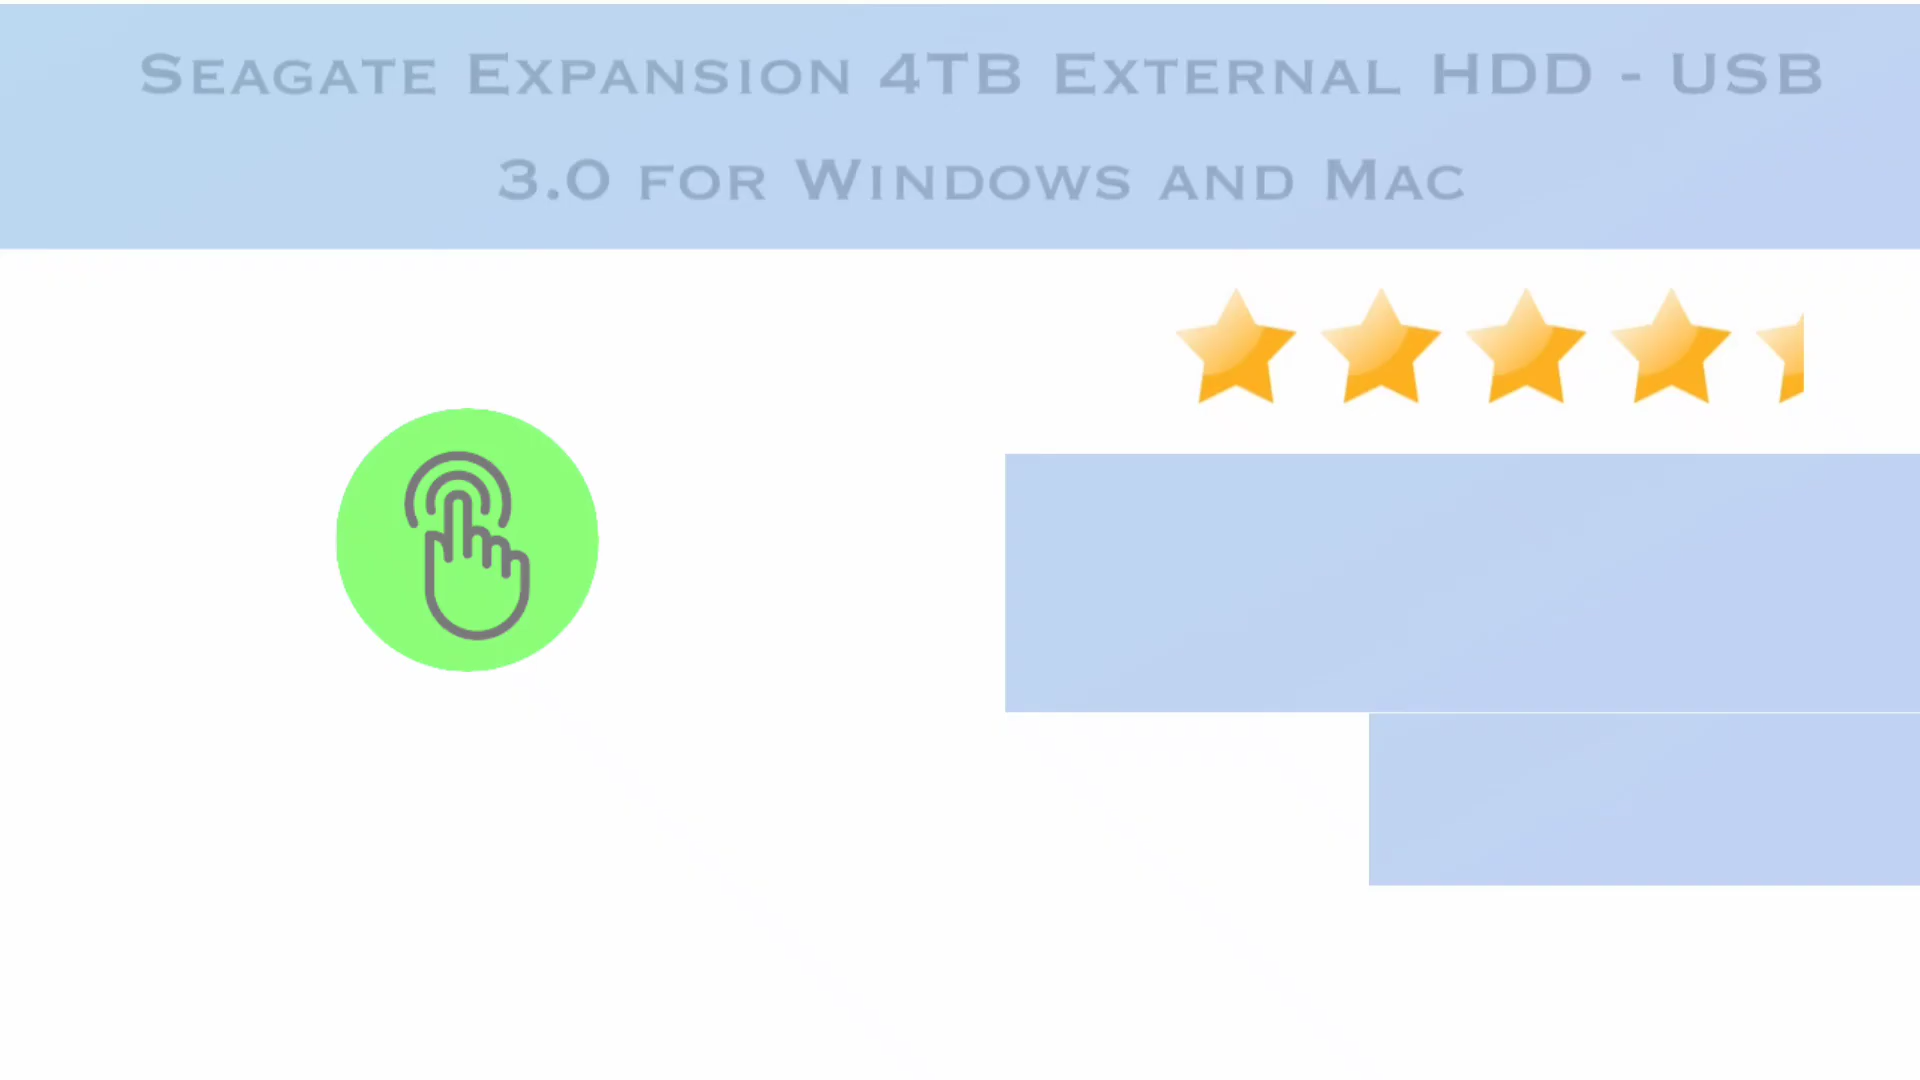 Seagate Expansion 4TB External HDD - USB
3.0 for Windows and Mac